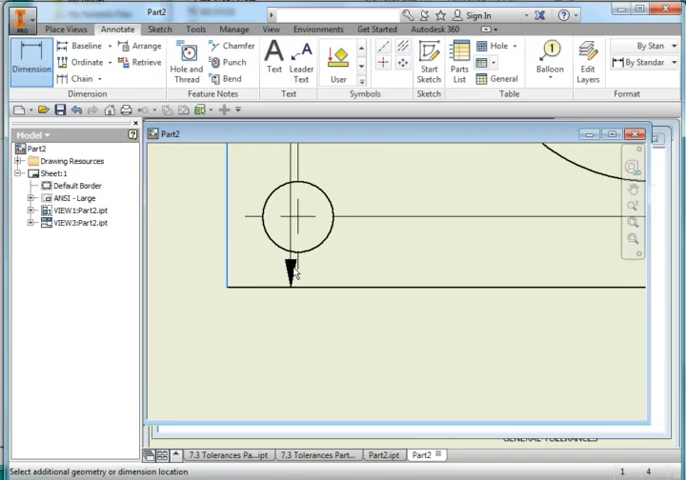 Part2
Sign In
PRO
Place Views
Annotate
Sketch
Tools
Manage
View
Environments
Get Started
Autodesk 360
Dimension
Baseline
Ordinate
Chain
Arrange
Retrieve
Dimension
Hole and
Thread
Chamfer
Punch
Bend
Feature Notes
Text
Leader
Text
Text
User
Symbols
Start
Sketch
Sketch
Parts
List
Hole
General
Table
Balloon
Edit
Layers
By Stan
By Standar
Format
Model
Part2
Drawing Resources
Sheet:1
Default Border
ANSI - Large
VIEW1:Part2.ipt
VIEW3:Part2.ipt
Part2
GENERAL TOLERANCES
7.3 Tolerances Pa...ipt
7.3 Tolerances Part...
Part2.ipt
Part2
Select additional geometry or dimension location
1
4